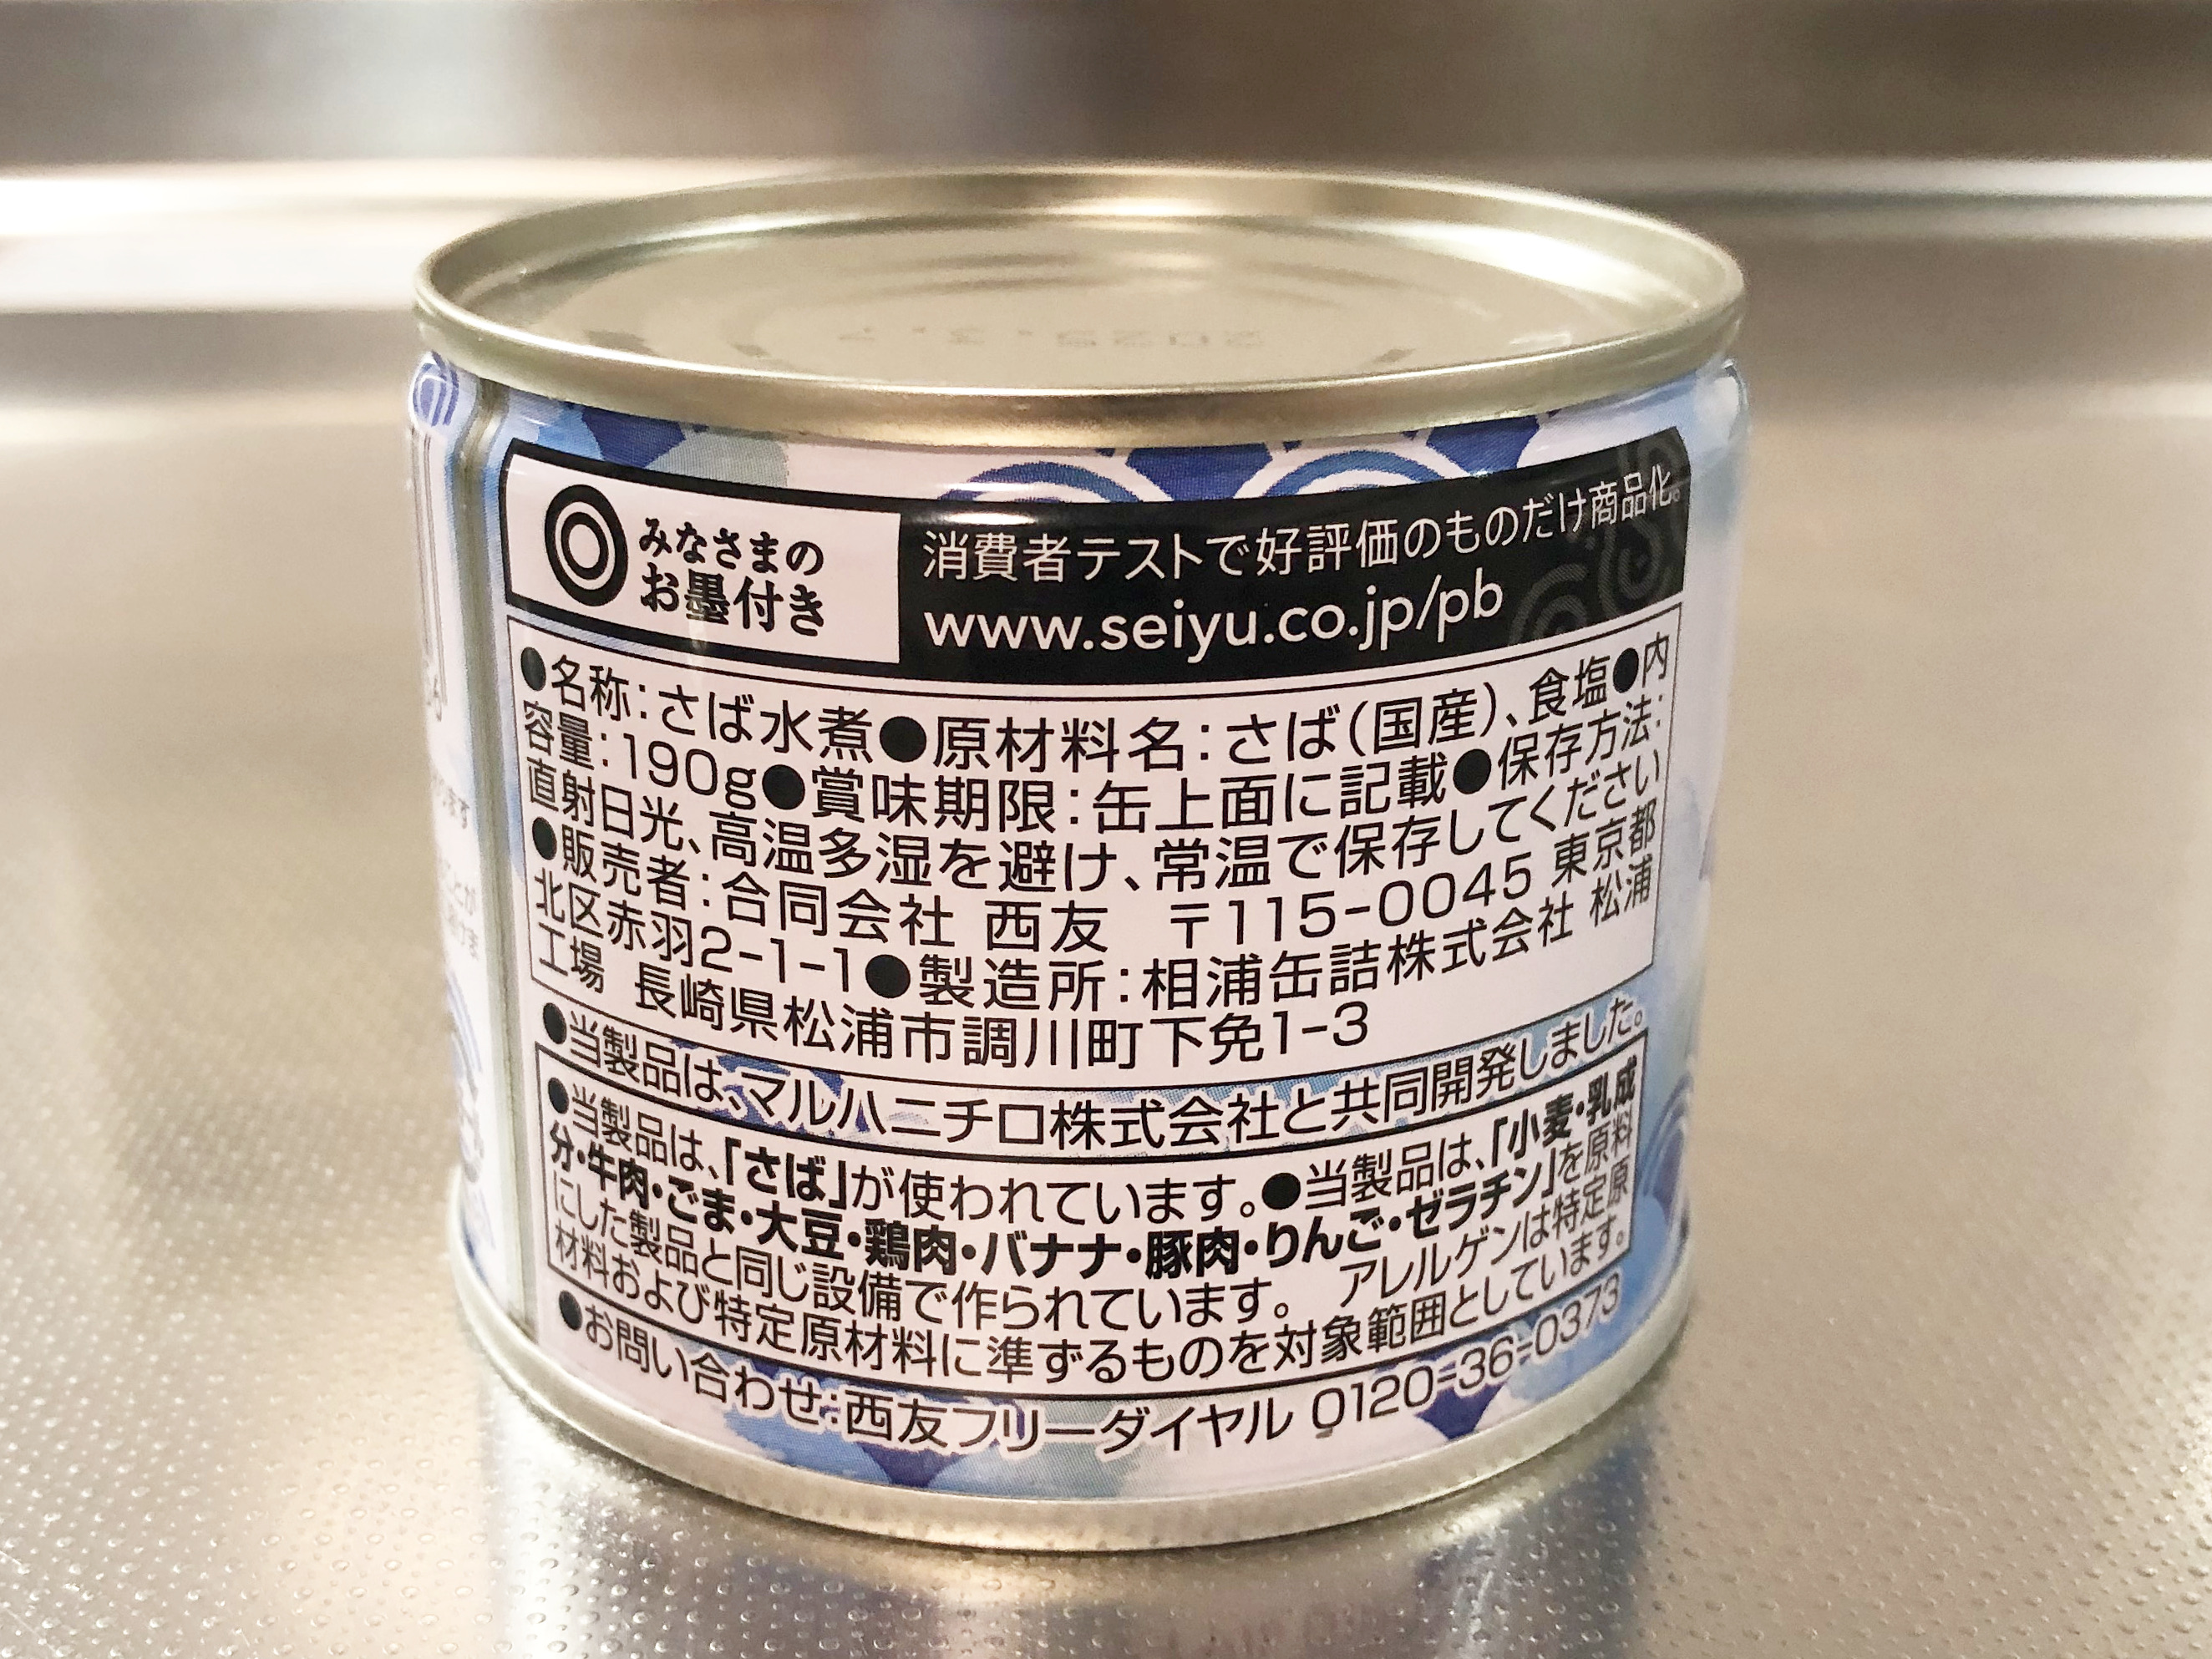 みなさまの
お墨付き
消費者テストで好評価のものだけ商品化。
www.seiyu.co.jp/pb
●名称：さば水煮●原材料名：さば（国産）、食塩●内
容量：190g●賞味期限：缶上面に記載●保存方法：
直射日光、高温多湿を避け、常温で保存してください
●販売者：合同会社 西友　〒115-0045 東京都
北区赤羽2-1-1●製造所：相浦缶詰株式会社 松浦
工場 長崎県松浦市調川町下免1-3
●当製品は、マルハニチロ株式会社と共同開発しました。
●当製品は、「さば」が使われています。●当製品は、「小麦・乳成
分・牛肉・ごま・大豆・鶏肉・バナナ・豚肉・りんご・ゼラチン」を原料
にした製品と同じ設備で作られています。 アレルゲンは特定原
材料および特定原材料に準ずるものを対象範囲としています。
●お問い合わせ：西友フリーダイヤル 0120-36-0373